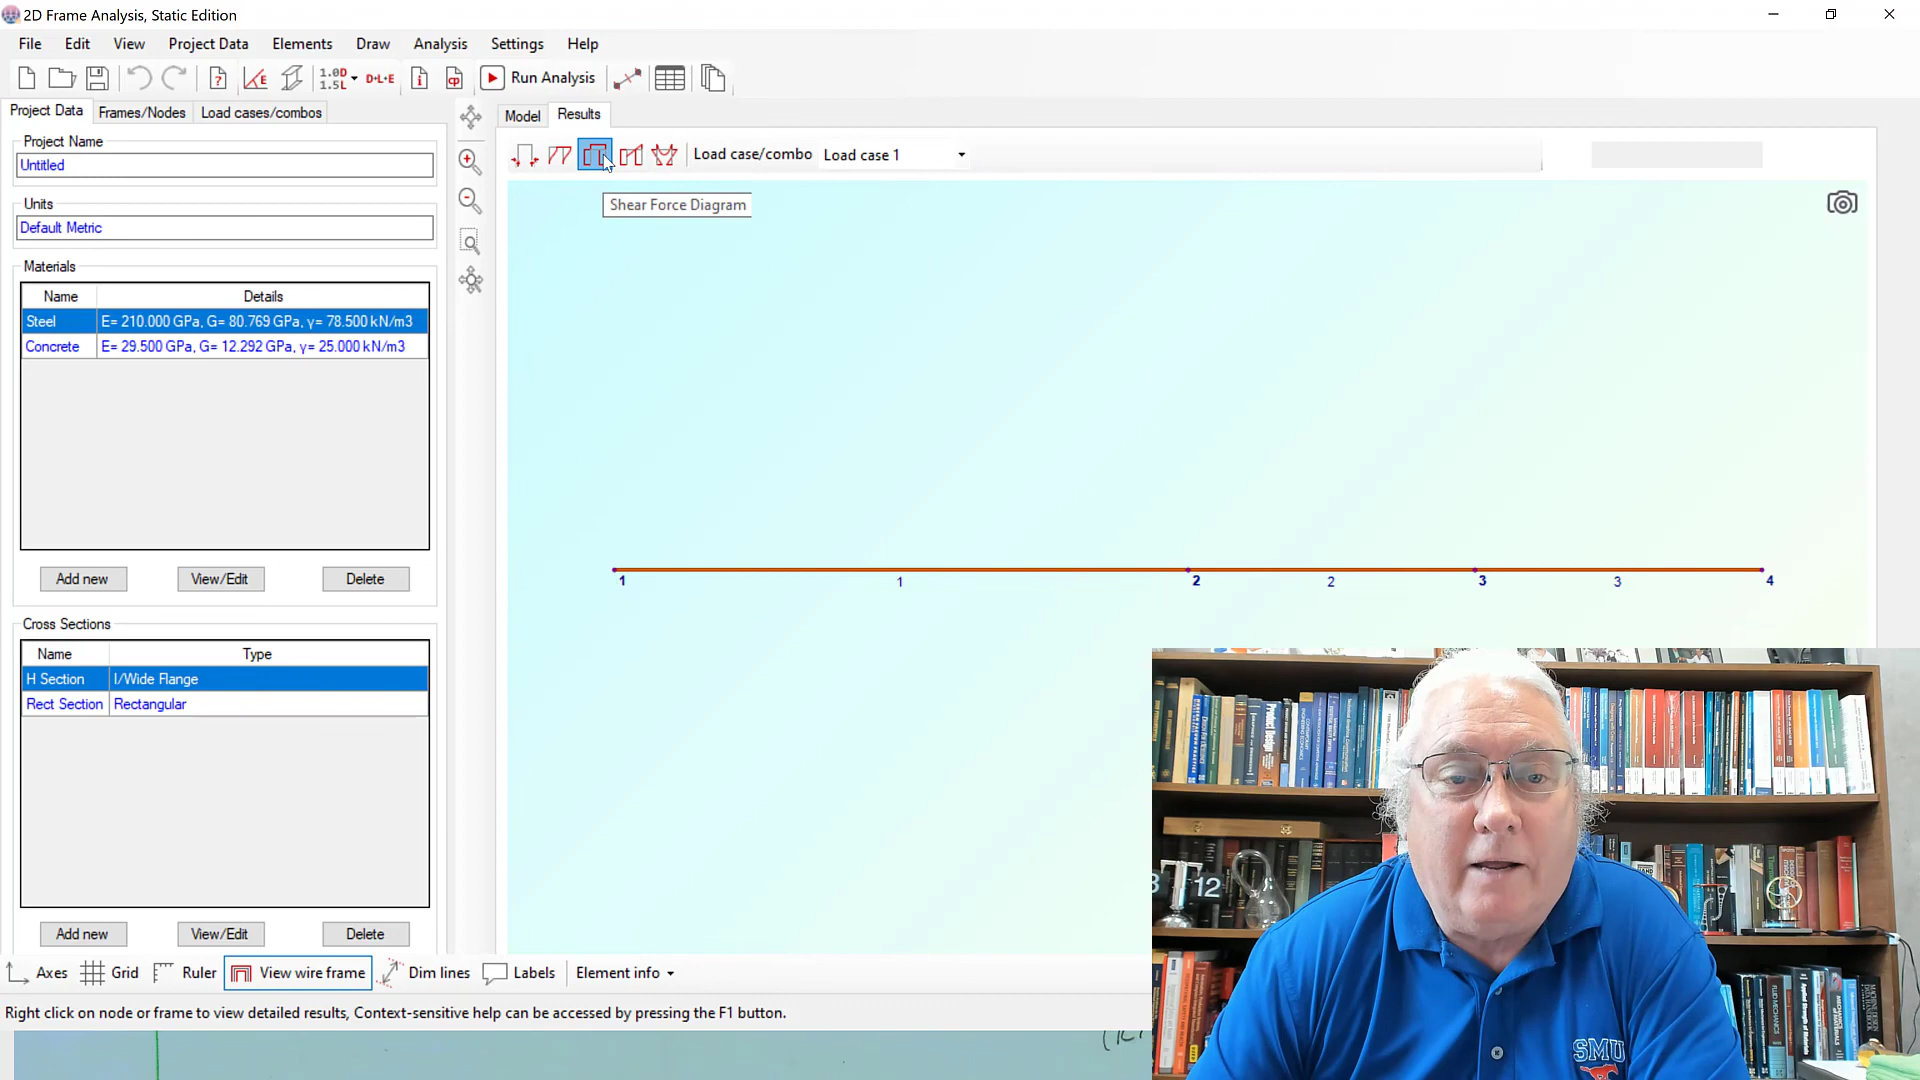 2D Frame Analysis, Static Edition
File Edit View Project Data Elements Draw Analysis Settings Help
1.0D
1.5L
D+L+E
Run Analysis
Project Data Frames/Nodes Load cases/combos
Model Results
Project Name
Untitled
Load case/combo Load case 1
Shear Force Diagram
Units
Default Metric
Materials
Name Details
Steel E= 210.000 GPa, G= 80.769 GPa, γ= 78.500 kN/m3
Concrete E= 29.500 GPa, G= 12.292 GPa, γ= 25.000 kN/m3
Add new View/Edit Delete
1 1 2 2 3 3 4
Cross Sections
Name Type
H Section I/Wide Flange
Rect Section Rectangular
Add new View/Edit Delete
Axes Grid Ruler View wire frame Dim lines Labels Element info
Right click on node or frame to view detailed results, Context-sensitive help can be accessed by pressing the F1 button.
Product Design
12
SMU